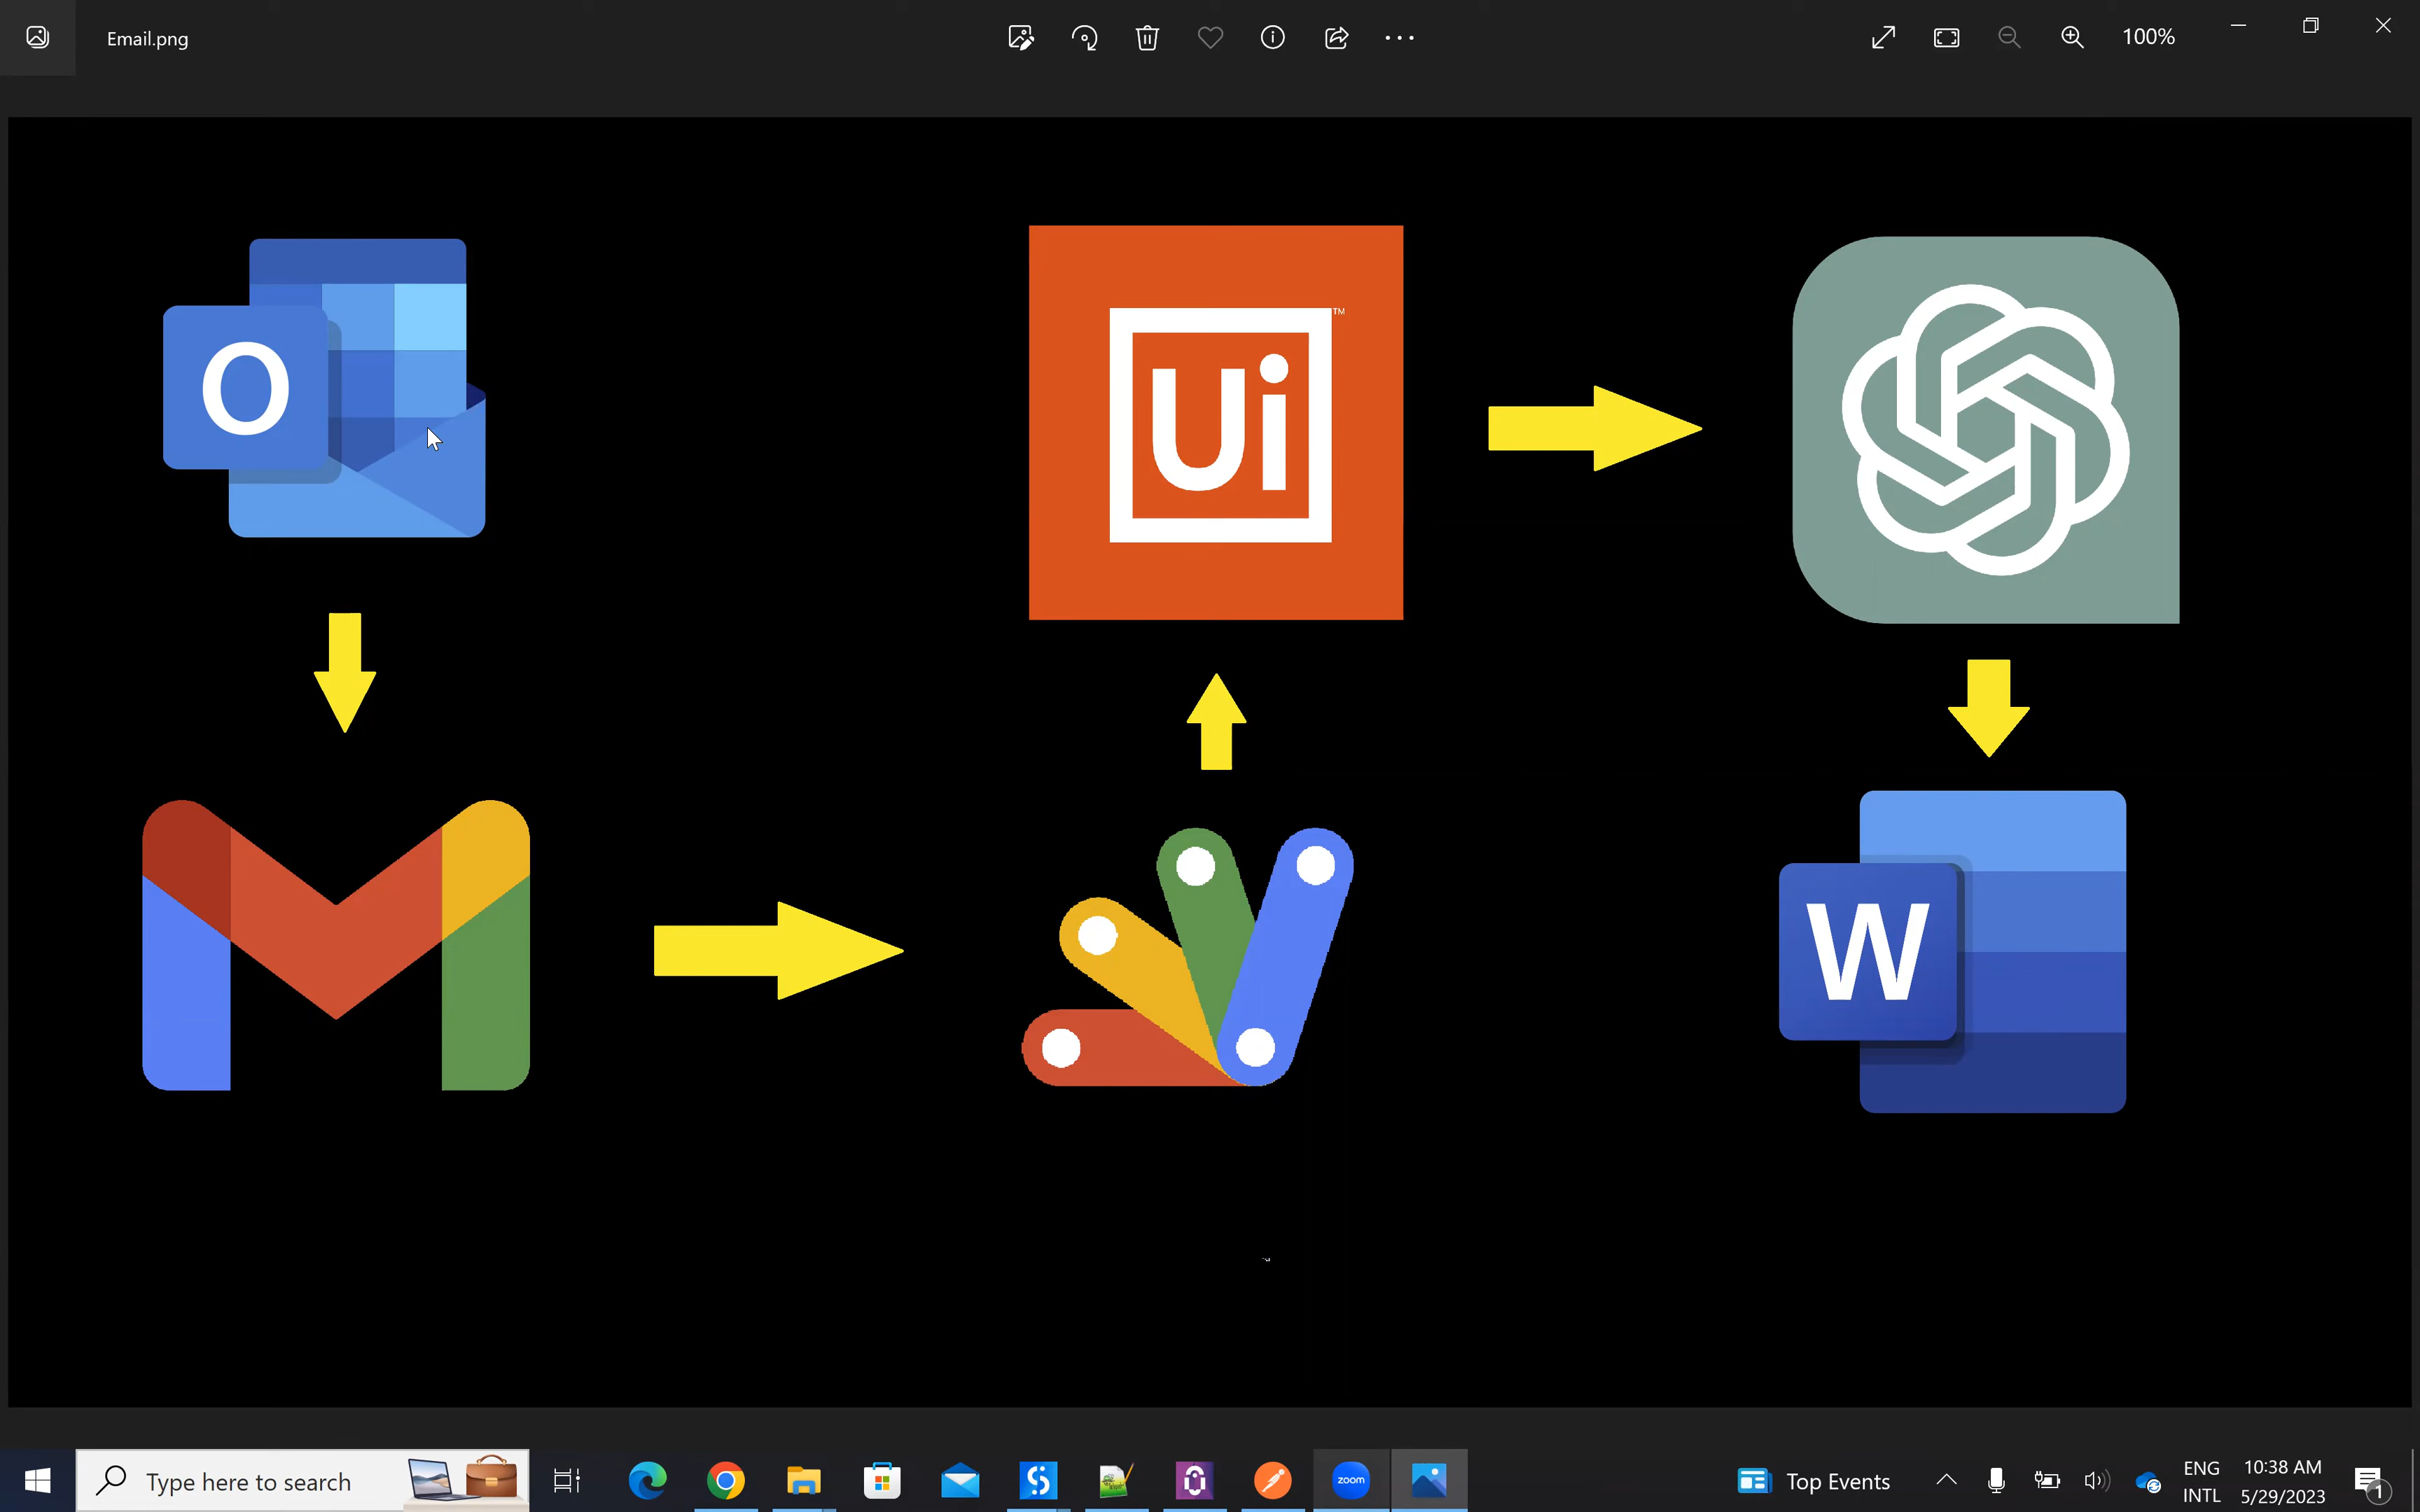 Email.png
100%
O
Ui
TM
W
Type here to search
zoom
Top Events
ENG
INTL
10:38 AM
5/29/2023
1